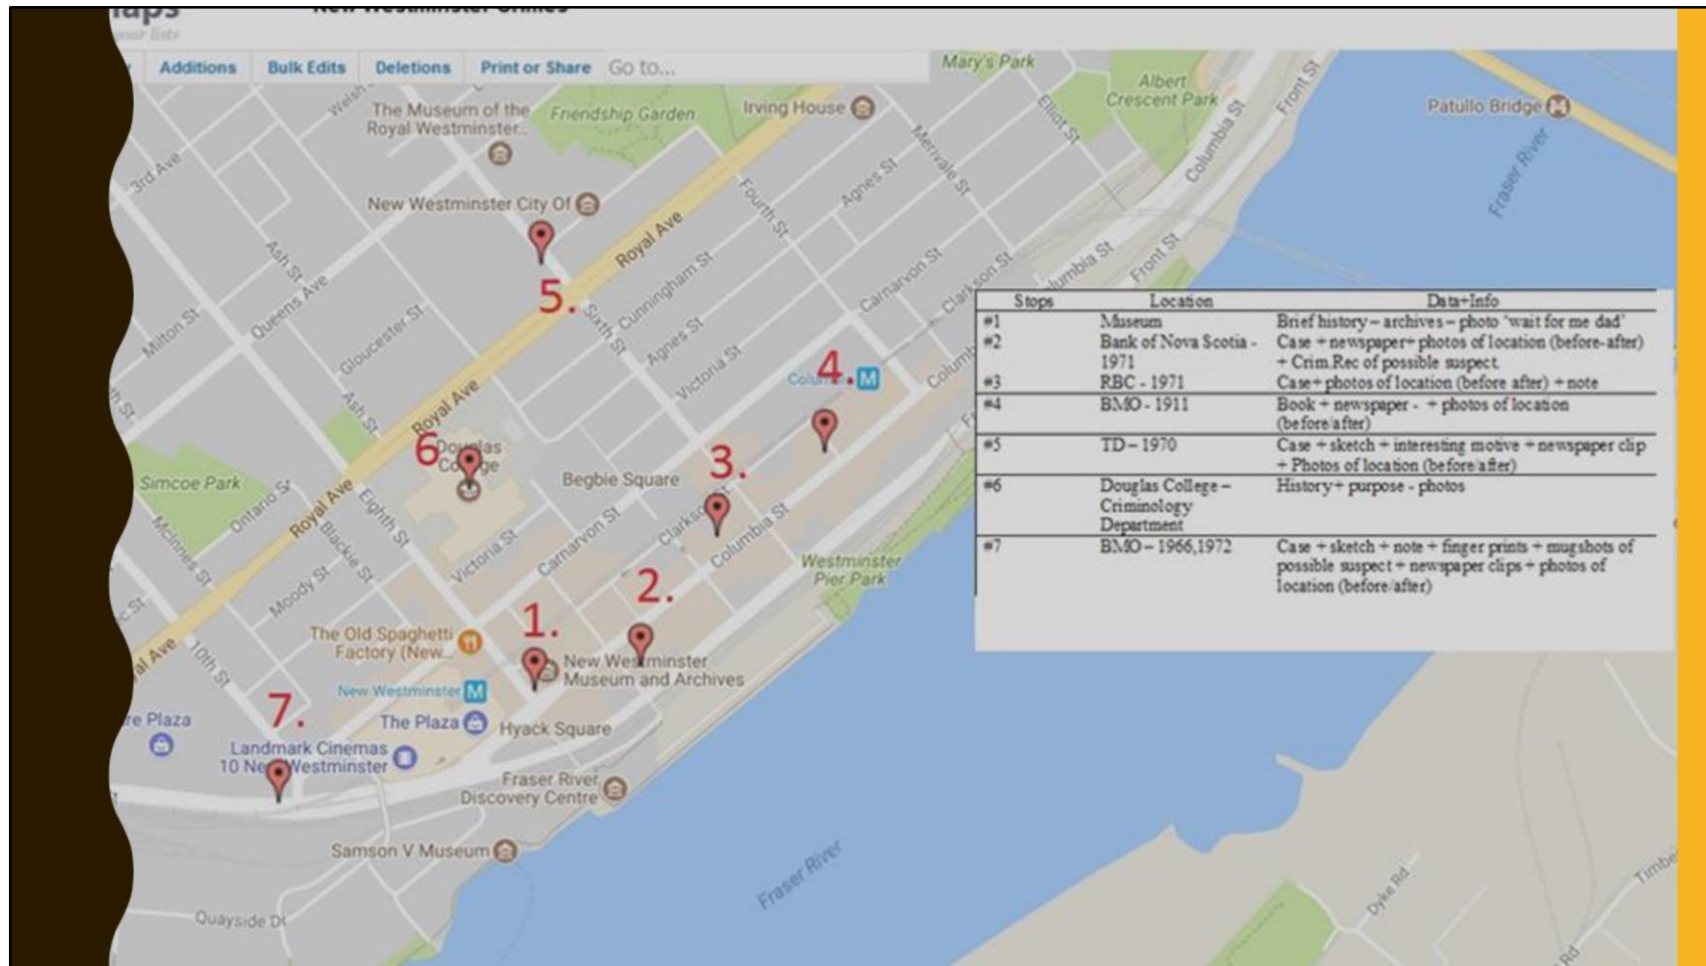 your lists
Additions Bulk Edits Deletions Print or Share Go to...
Mary's Park
Albert
Crescent Park
Front St
Columbia St
Elliot St
Patullo Bridge
Fraser River
Irving House
Merivale St
The Museum of the
Royal Westminster...
Friendship Garden
3rd Ave
New Westminster City Of
Fourth St
Agnes St
Royal Ave
5.
Ash St
Queens Ave
Milton St
Gloucester St
Sixth St
Cunningham St
Agnes St
Victoria St
Carnarvon St
Clarkson St
Front St
4.
Royal Ave
Ash St
6
Douglas
College
3.
Begbie Square
Simcoe Park
Ontario St
Royal Ave
Eighth St
McInnes St
Blackie St
Victoria St
Carnarvon St
Columbia St
Westminster
Pier Park
Moody St
2.
1.
The Old Spaghetti
Factory (New...
New Westminster
Museum and Archives
10th St
New Westminster
The Plaza
Hyack Square
7.
Landmark Cinemas
10 New Westminster
Fraser River
Discovery Centre
Samson V Museum
Quayside Dr
Fraser River
Dyke Rd
Stops Location Data+Info
#1 Museum Brief history – archives – photo 'wait for me dad'
#2 Bank of Nova Scotia - Case + newspaper+ photos of location (before-after)
1971 + Crim.Rec of possible suspect.
#3 RBC - 1971 Case+ photos of location (before after) + note
#4 BMO - 1911 Book + newspaper - + photos of location
(before/after)
#5 TD – 1970 Case + sketch + interesting motive + newspaper clip
+ Photos of location (before/after)
#6 Douglas College – History+ purpose - photos
Criminology
Department
#7 BMO – 1966,1972 Case + sketch + note + finger prints + mugshots of
possible suspect + newspaper clips + photos of
location (before/after)